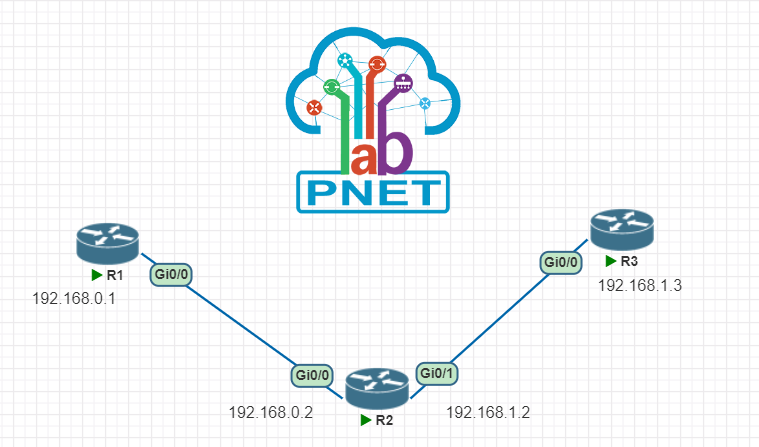 lab
PNET
R1
Gi0/0
192.168.0.1
Gi0/0
R3
192.168.1.3
Gi0/0
Gi0/1
192.168.0.2
R2
192.168.1.2